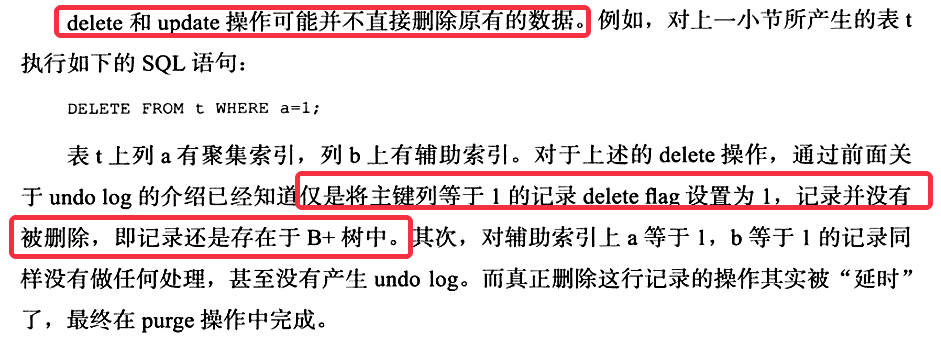 delete 和 update 操作可能并不直接删除原有的数据。例如，对上一小节所产生的表 t
执行如下的 SQL 语句：
DELETE FROM t WHERE a=1;
表 t 上列 a 有聚集索引，列 b 上有辅助索引。对于上述的 delete 操作，通过前面关
于 undo log 的介绍已经知道仅是将主键列等于 1 的记录 delete flag 设置为 1，记录并没有
被删除，即记录还是存在于 B+ 树中。其次，对辅助索引上 a 等于 1，b 等于 1 的记录同
样没有做任何处理，甚至没有产生 undo log。而真正删除这行记录的操作其实被“延时”
了，最终在 purge 操作中完成。